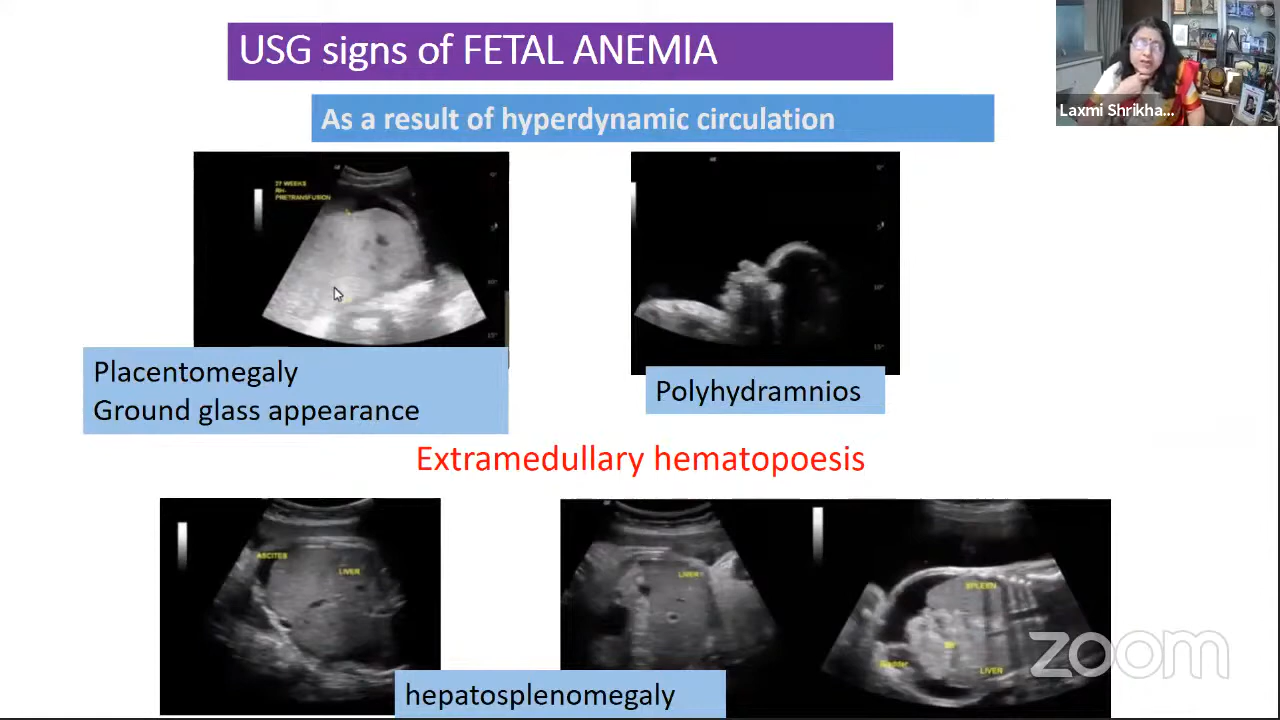 USG signs of FETAL ANEMIA
Laxmi Shrikha...
As a result of hyperdynamic circulation
27 WEEKS
RH-
PRETRANSFUSION
Placentomegaly
Ground glass appearance
Polyhydramnios
Extramedullary hematopoesis
ASCITES
LIVER
LIVER
SPLEEN
Bladder
LIVER
zoom
hepatosplenomegaly